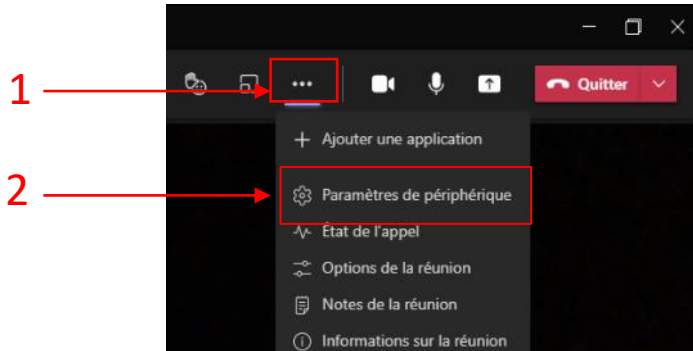 1
Quitter
Ajouter une application
2
Paramètres de périphérique
État de l'appel
Options de la réunion
Notes de la réunion
Informations sur la réunion